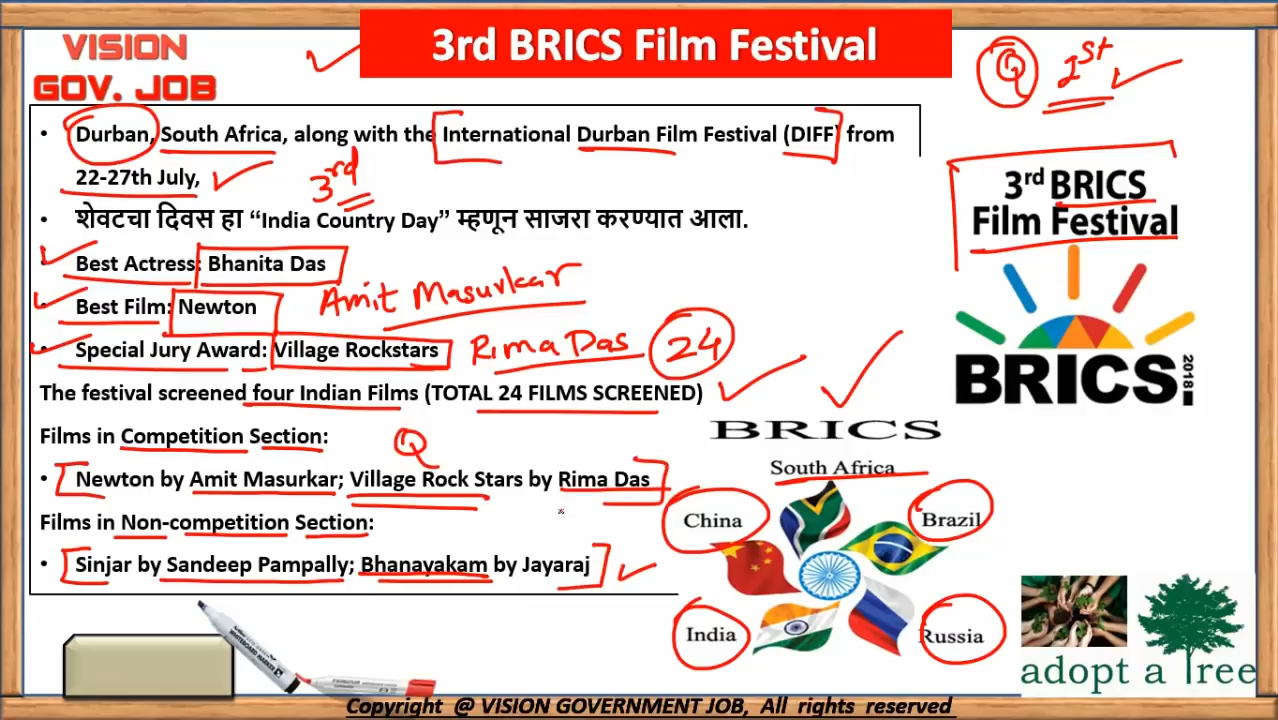 VISION
GOV. JOB
3rd BRICS Film Festival
Q 1st
• Durban, South Africa, along with the International Durban Film Festival (DIFF) from
22-27th July,
3rd
• शेवटचा दिवस हा “India Country Day” म्हणून साजरा करण्यात आला.
• Best Actress: Bhanita Das
• Best Film: Newton
Amit Masurkar
• Special Jury Award: Village Rockstars
Rima Das 24
The festival screened four Indian Films (TOTAL 24 FILMS SCREENED)
Films in Competition Section:
Q
• Newton by Amit Masurkar; Village Rock Stars by Rima Das
Films in Non-competition Section:
• Sinjar by Sandeep Pampally; Bhanayakam by Jayaraj
3rd BRICS
Film Festival
BRICS 2018
BRICS
South Africa
China
Brazil
India
Russia
adopt a Tree
Copyright @ VISION GOVERNMENT JOB, All rights reserved